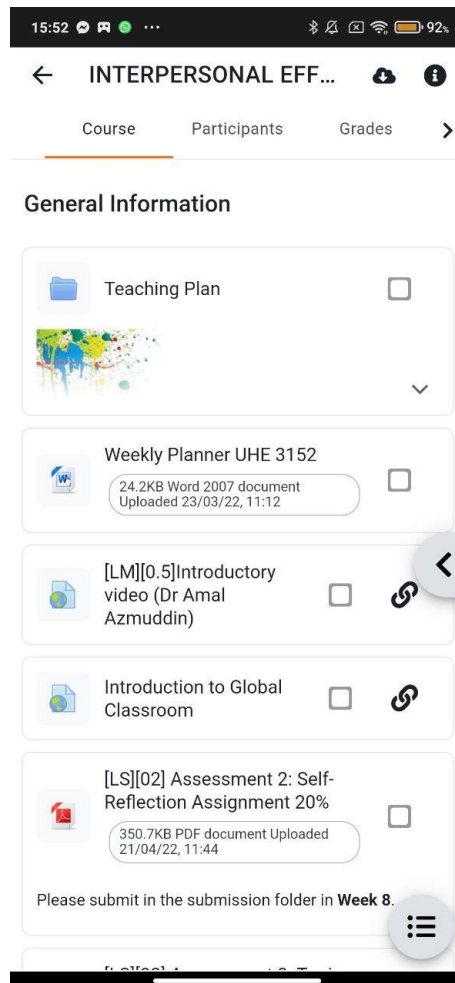 15:52 ... 92%
INTERPERSONAL EFF...
Course Participants Grades
General Information
Teaching Plan
Weekly Planner UHE 3152
24.2KB Word 2007 document
Uploaded 23/03/22, 11:12
[LM][0.5]Introductory
video (Dr Amal
Azmuddin)
Introduction to Global
Classroom
[LS][02] Assessment 2: Self-
Reflection Assignment 20%
350.7KB PDF document Uploaded
21/04/22, 11:44
Please submit in the submission folder in Week 8.